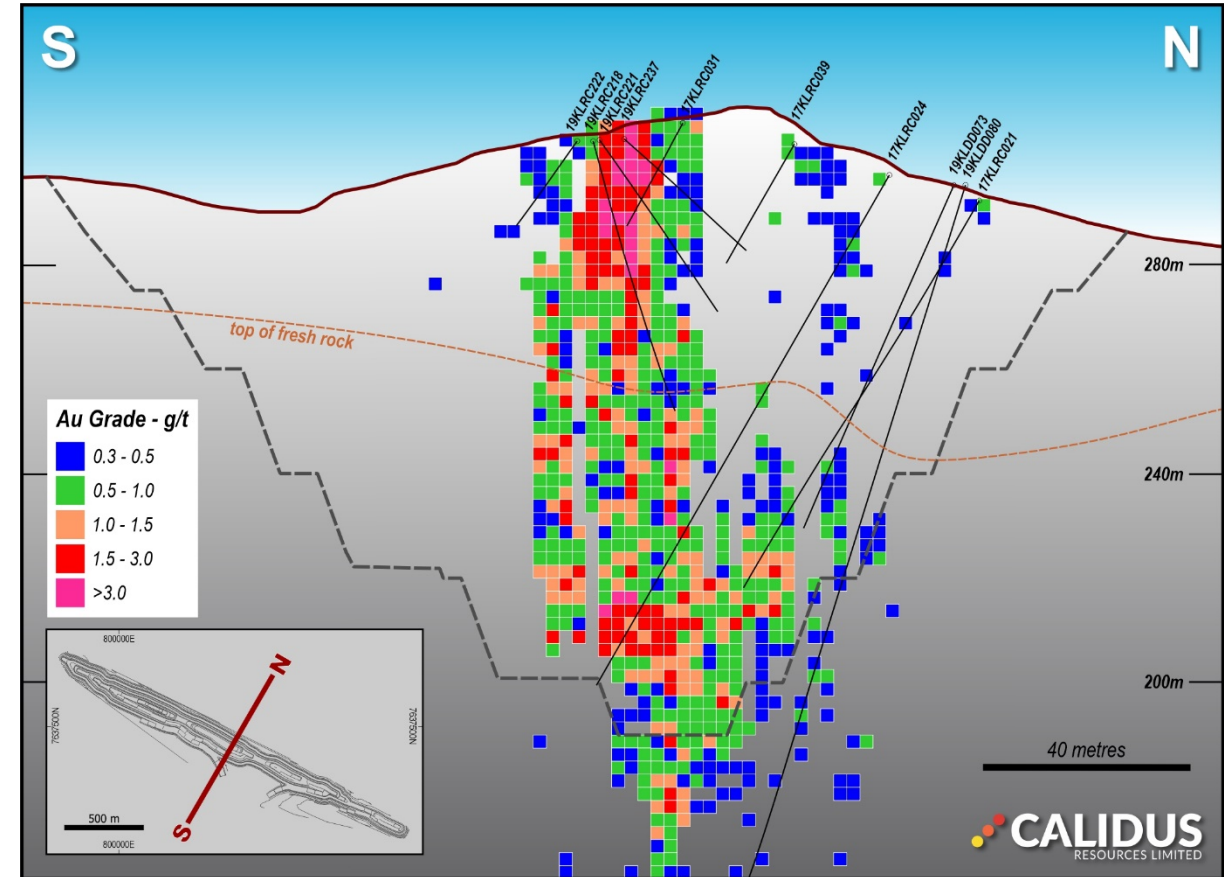 S
N
19KLRC222
19KLRC218
19KLRC221
19KLRC237
17KLRC031
17KLRC039
17KLRC024
19KLDD073
19KLDD080
17KLRC021
280m
top of fresh rock
Au Grade - g/t
0.3 - 0.5
0.5 - 1.0
1.0 - 1.5
1.5 - 3.0
>3.0
240m
200m
40 metres
800000E
N
7637500N
7637500N
500 m
S
800000E
CALIDUS
RESOURCES LIMITED